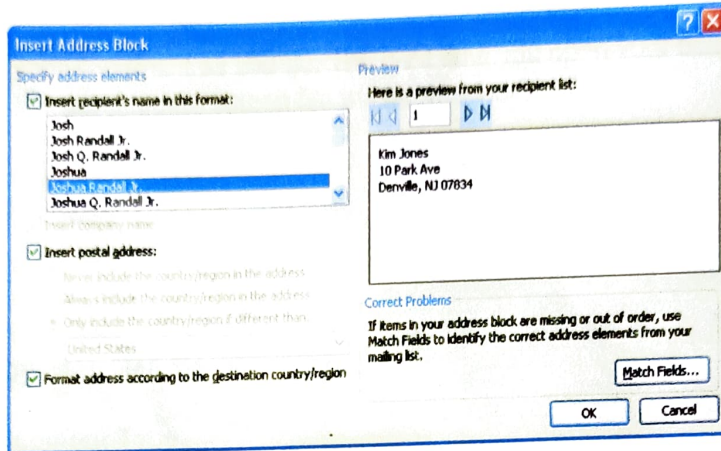 Insert Address Block
Specify address elements
Insert recipient's name in this format:
Josh
Josh Randall Jr.
Josh Q. Randall Jr.
Joshua
Joshua Randall Jr.
Joshua Q. Randall Jr.
Insert company name
Insert postal address:
Never include the country/region in the address
Always include the country/region in the address
Only include the country/region if different than:
United States
Format address according to the destination country/region
Preview
Here is a preview from your recipient list:
1
Kim Jones
10 Park Ave
Denville, NJ 07834
Correct Problems
If items in your address block are missing or out of order, use
Match Fields to identify the correct address elements from your
mailing list.
Match Fields...
OK
Cancel